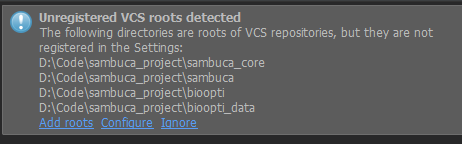 Unregistered VCS roots detected
The following directories are roots of VCS repositories, but they are not
registered in the Settings:
D:\Code\sambuca_project\sambuca_core
D:\Code\sambuca_project\sambuca
D:\Code\sambuca_project\bioopti
D:\Code\sambuca_project\bioopti_data
Add roots Configure Ignore